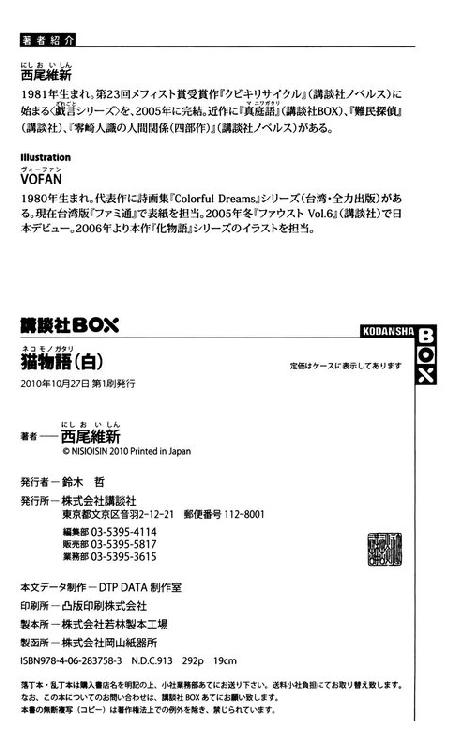 著者紹介
にしおいしん
西尾維新
1981年生まれ。第23回メフィスト賞受賞作『クビキリサイクル』(講談社ノベルス)に
始まる〈戯言シリーズ〉を、2005年に完結。近作に『真庭語』(講談社BOX)、『難民探偵』
(講談社)、『零崎人識の人間関係(四部作)』(講談社ノベルス)がある。
Illustration
ヴォーファン
VOFAN
1980年生まれ。代表作に詩画集『Colorful Dreams』シリーズ(台湾・全力出版)があ
る。現在台湾版『ファミ通』で表紙を担当。2005年冬『ファウスト Vol.6』(講談社)で日
本デビュー。2006年より本作『化物語』シリーズのイラストを担当。
講談社BOX
KODANSHA BOX
ネコモノガタリ
猫物語(白)
定価はケースに表示してあります
2010年10月27日 第1刷発行
にしおいしん
著者―西尾維新
© NISIOISIN 2010 Printed in Japan
発行者―鈴木 哲
発行所―株式会社講談社
東京都文京区音羽2-12-21 郵便番号 112-8001
編集部 03-5395-4114
販売部 03-5395-5817
業務部 03-5395-3615
本文データ制作―DTP DATA 制作室
印刷所―凸版印刷株式会社
製本所―株式会社若林製本工場
製函所―株式会社岡山紙器所
ISBN978-4-06-283758-3 N.D.C.913 292p 19cm
落丁本・乱丁本は購入書店名を明記の上、小社業務部あてにお送り下さい。送料小社負担にてお取り替え致します。
なお、この本についてのお問い合わせは、講談社 BOX あてにお願い致します。
本書の無断複写(コピー)は著作権法上での例外を除き、禁じられています。